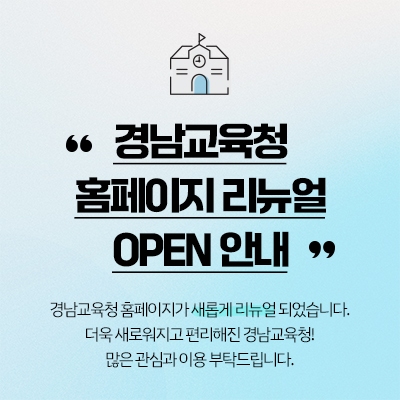 “ 경남교육청
홈페이지 리뉴얼
OPEN 안내 ”
경남교육청 홈페이지가 새롭게 리뉴얼 되었습니다.
더욱 새로워지고 편리해진 경남교육청!
많은 관심과 이용 부탁드립니다.